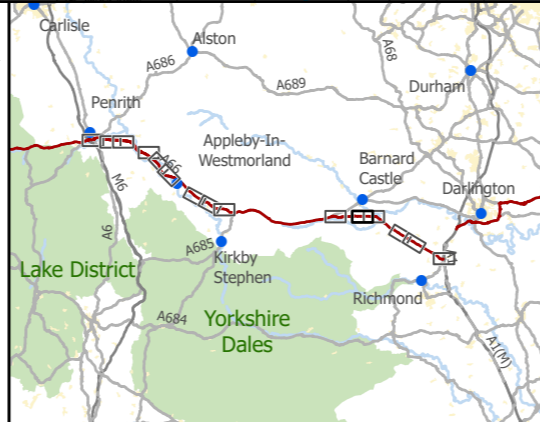 Carlisle
Alston
A686
A68
A689
Durham
Penrith
Appleby-In-
Westmorland
A66
Barnard
Castle
Darlington
M6
A6
A685
Kirkby
Stephen
Lake District
Richmond
A684
Yorkshire
Dales
A1(M)